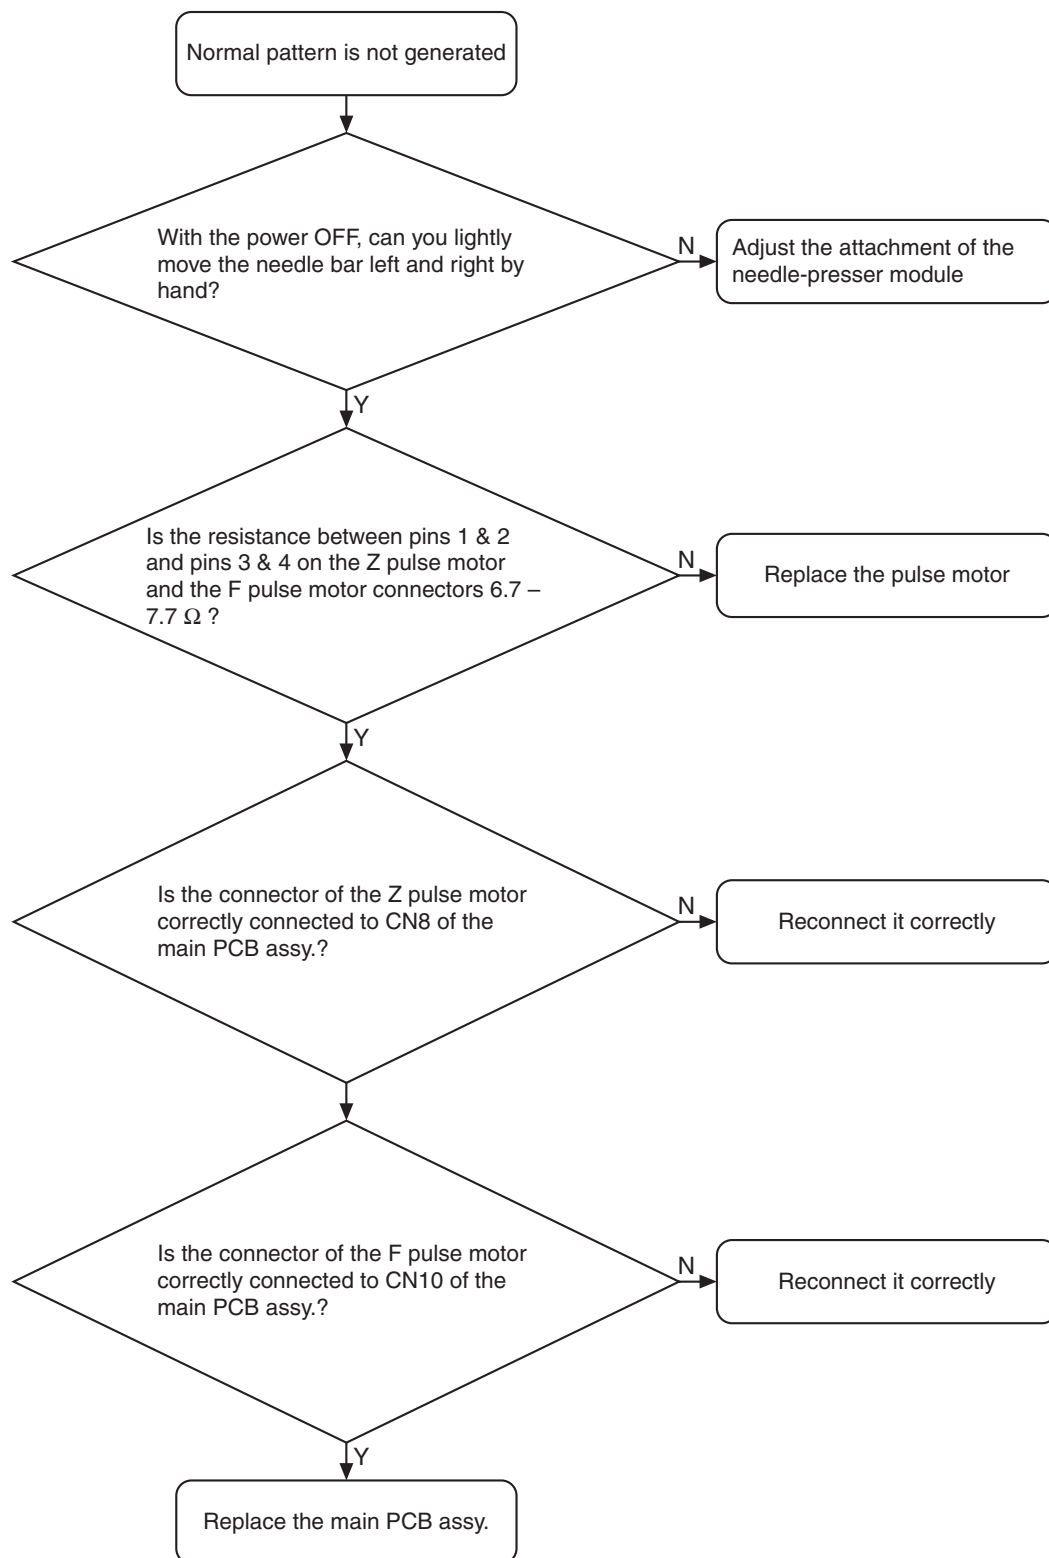 Normal pattern is not generated
With the power OFF, can you lightly
move the needle bar left and right by
hand?
N
Adjust the attachment of the
needle-presser module
Y
Is the resistance between pins 1 & 2
and pins 3 & 4 on the Z pulse motor
and the F pulse motor connectors 6.7 –
7.7 Ω ?
N
Replace the pulse motor
Y
Is the connector of the Z pulse motor
correctly connected to CN8 of the
main PCB assy.?
N
Reconnect it correctly
Is the connector of the F pulse motor
correctly connected to CN10 of the
main PCB assy.?
N
Reconnect it correctly
Y
Replace the main PCB assy.